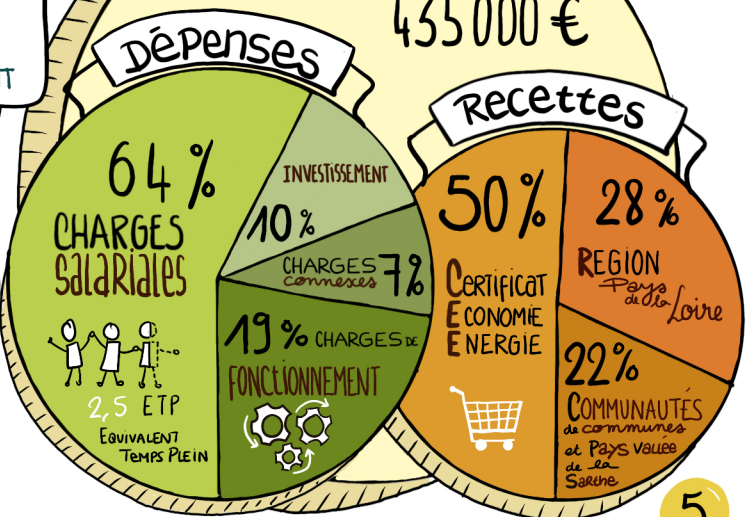 T
435000 €
Dépenses
64%
CHARGES
Salariales
2,5 ETP
EQUIVALENT
TEMPS PLEIN
INVESTISSEMENT
10%
CHARGES 7%
connexes
19% CHARGES DE
FONCTIONNEMENT
Recettes
50%
CERTIFICAT
ECONOMIE
ENERGIE
28%
REGION
Pays
de la
Loire
22%
COMMUNAUTÉS
de communes
et Pays Vallée
de la
Sarthe
5